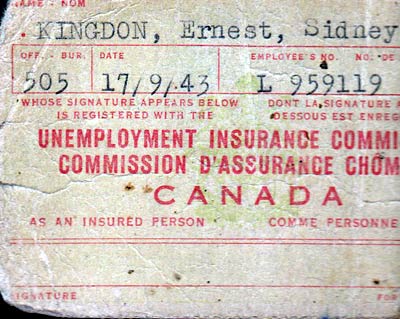 NAME - NOM
. KINGDON, Ernest, Sidney
OFF. - BUR. DATE EMPLOYEE'S NO. NO. DE
505 17/9/43 L 959119
WHOSE SIGNATURE APPEARS BELOW DONT LA SIGNATURE A
IS REGISTERED WITH THE DESSOUS EST ENREG
UNEMPLOYMENT INSURANCE COMMI
COMMISSION D'ASSURANCE CHOM
CANADA
AS AN INSURED PERSON COMME PERSONNE
SIGNATURE FOR